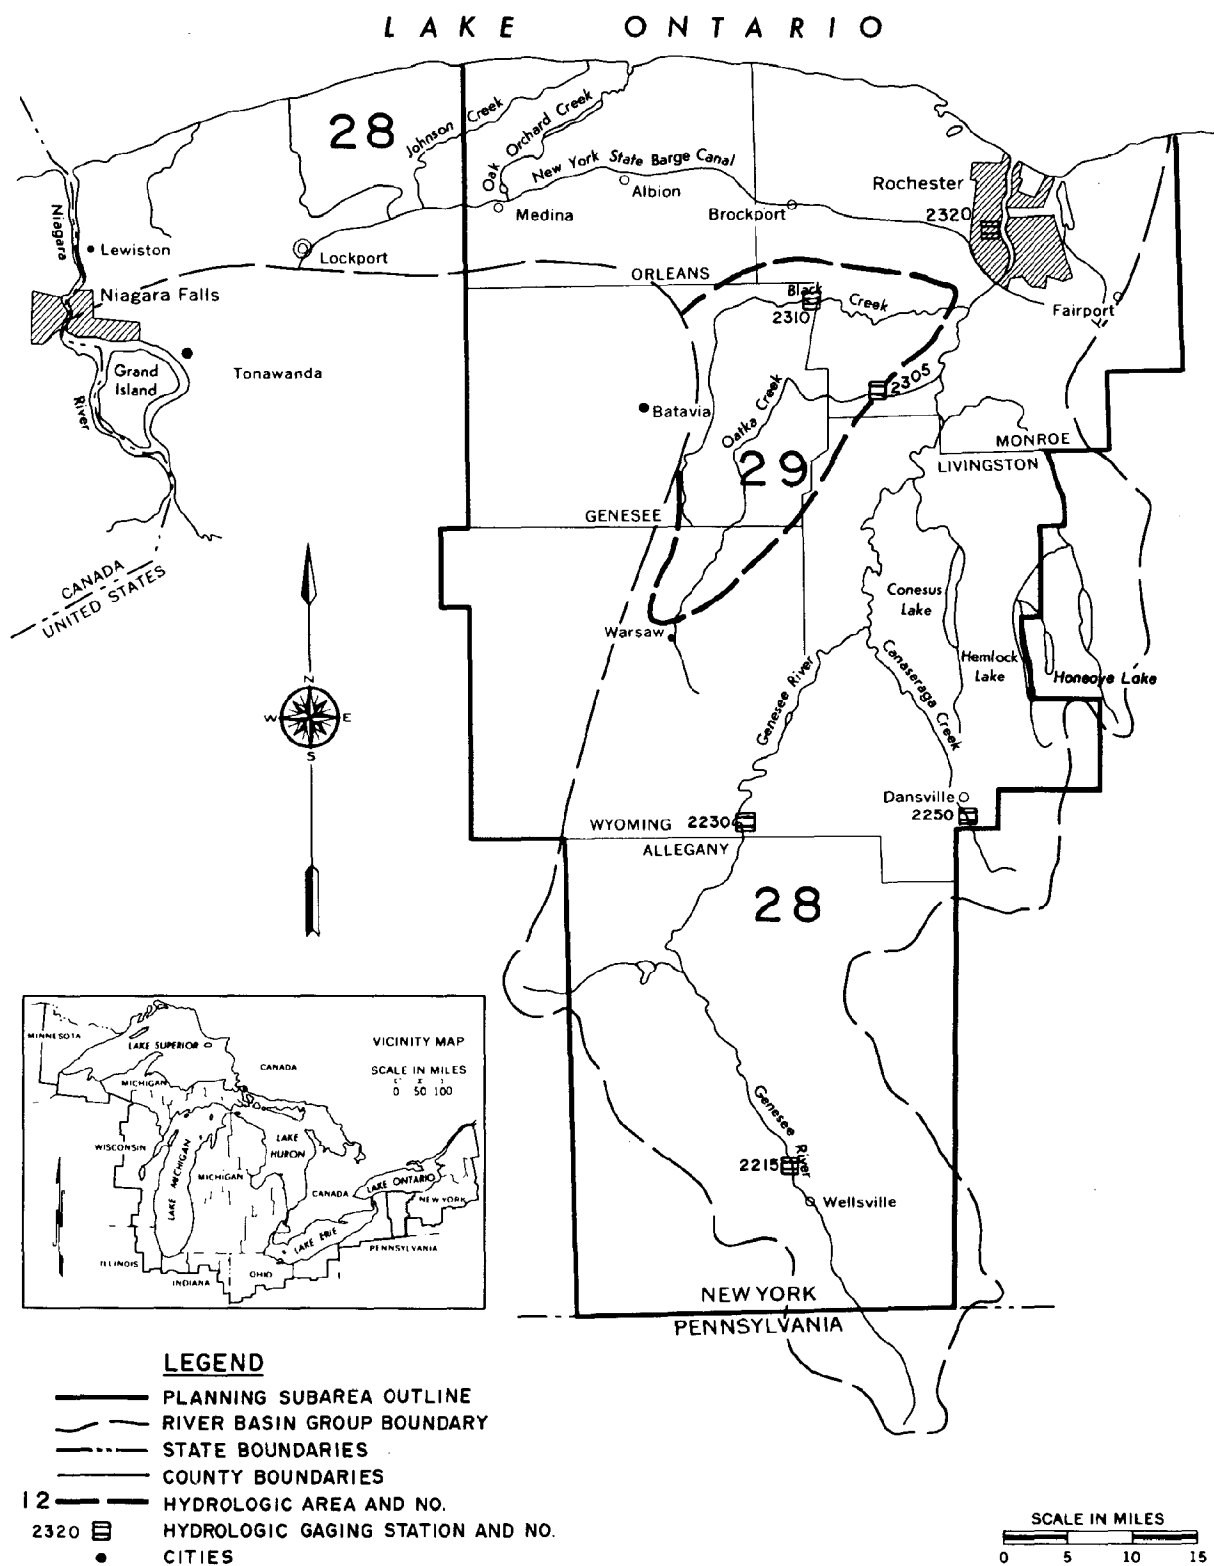 LAKE ONTARIO
28
Johnson Creek
Oak Orchard Creek
New York State Barge Canal
Albion
Medina
Brockport
Rochester
2320
Niagara
River
Lewiston
Lockport
Niagara Falls
ORLEANS
Black Creek
2310
Fairport
Grand
Island
Tonawanda
2305
Batavia
Oatka Creek
29
MONROE
LIVINGSTON
GENESEE
CANADA
UNITED STATES
Conesus
Lake
Warsaw
Genesee River
Canaseraga Creek
Hemlock
Lake
Honeoye Lake
N
W
E
S
Dansville
2250
WYOMING
2230
ALLEGANY
28
Genesee River
2215
Wellsville
NEW YORK
PENNSYLVANIA
VICINITY MAP
SCALE IN MILES
0 50 100
MINNESOTA
LAKE SUPERIOR
CANADA
MICHIGAN
WISCONSIN
LAKE MICHIGAN
MICHIGAN
LAKE
HURON
CANADA
LAKE ONTARIO
NEW YORK
LAKE ERIE
PENNSYLVANIA
ILLINOIS
INDIANA
OHIO
LEGEND
PLANNING SUBAREA OUTLINE
RIVER BASIN GROUP BOUNDARY
STATE BOUNDARIES
COUNTY BOUNDARIES
12 HYDROLOGIC AREA AND NO.
2320 HYDROLOGIC GAGING STATION AND NO.
CITIES
SCALE IN MILES
0 5 10 15